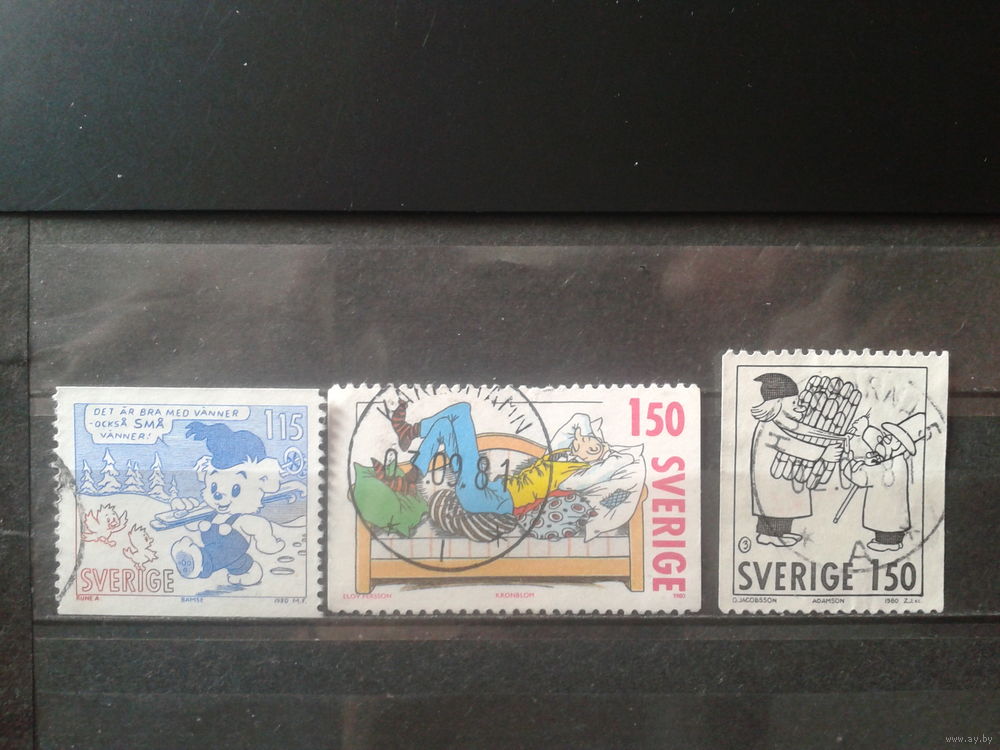 DET ÄR BRA MED VÄNNER
-OCKSÅ SMÅ
VÄNNER!
115
SVERIGE
RUNE A.
BAMSE
1980 M.F.
150
SVERIGE
09.81
ELOV PERSSON
KRONBLOM
1980
3
SVERIGE 150
O. JACOBSSON
ADAMSON
1980
www.ay.by